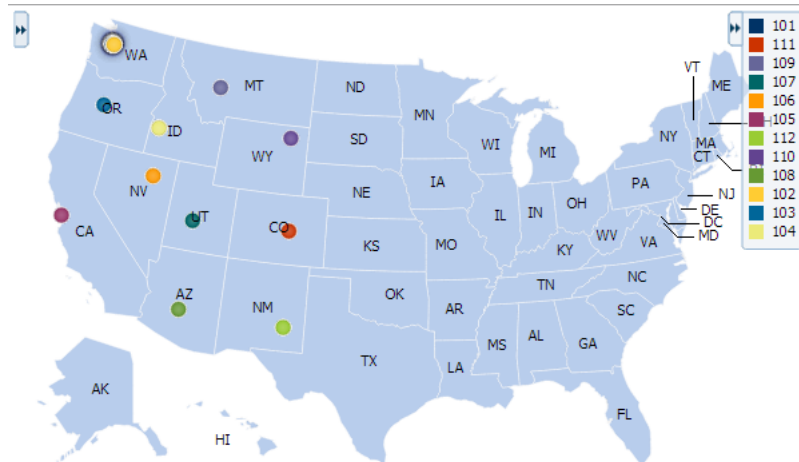 WA
MT
ND
OR
ID
MN
WY
SD
WI
MI
NY
VT
ME
MA
CT
NV
UT
CO
NE
IA
PA
NJ
CA
KS
MO
IL
IN
OH
WV
VA
DE
DC
MD
KY
AZ
NM
OK
AR
TN
NC
SC
TX
LA
MS
AL
GA
FL
AK
HI
101
111
109
107
106
105
112
110
108
102
103
104